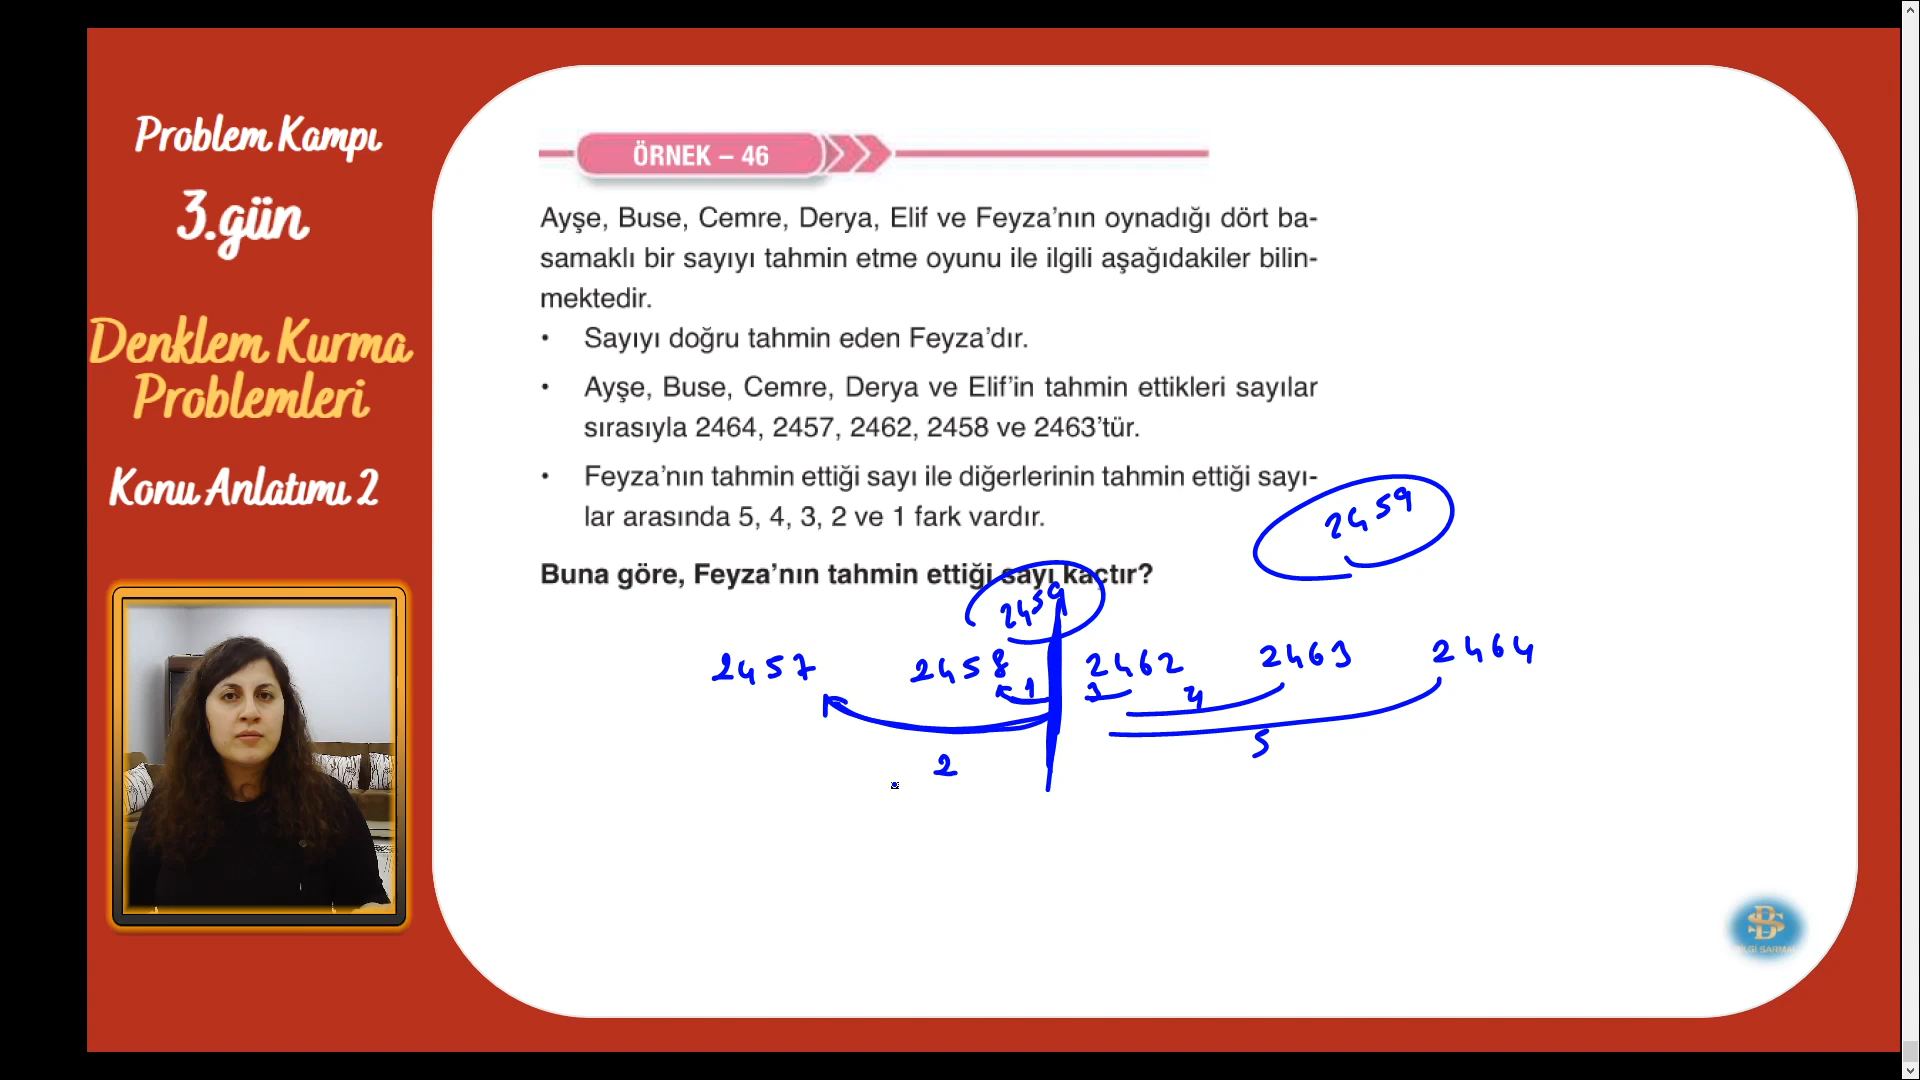 Problem Kampı
3.gün
Denklem Kurma
Problemleri
Konu Anlatımı 2
ÖRNEK – 46
Ayşe, Buse, Cemre, Derya, Elif ve Feyza’nın oynadığı dört ba-
samaklı bir sayıyı tahmin etme oyunu ile ilgili aşağıdakiler bilin-
mektedir.
• Sayıyı doğru tahmin eden Feyza’dır.
• Ayşe, Buse, Cemre, Derya ve Elif’in tahmin ettikleri sayılar
sırasıyla 2464, 2457, 2462, 2458 ve 2463’tür.
• Feyza’nın tahmin ettiği sayı ile diğerlerinin tahmin ettiği sayı-
lar arasında 5, 4, 3, 2 ve 1 fark vardır.
2459
Buna göre, Feyza’nın tahmin ettiği sayı kaçtır?
2459
2457 2458 2462 2463 2464
1 3 4
2 5